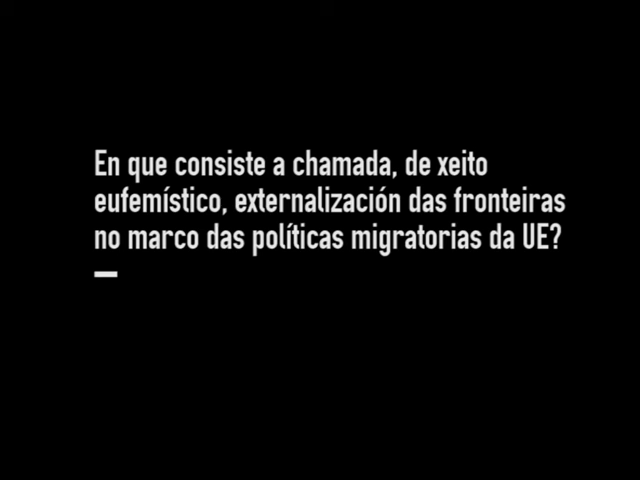 En que consiste a chamada, de xeito
eufemístico, externalización das fronteiras
no marco das políticas migratorias da UE?